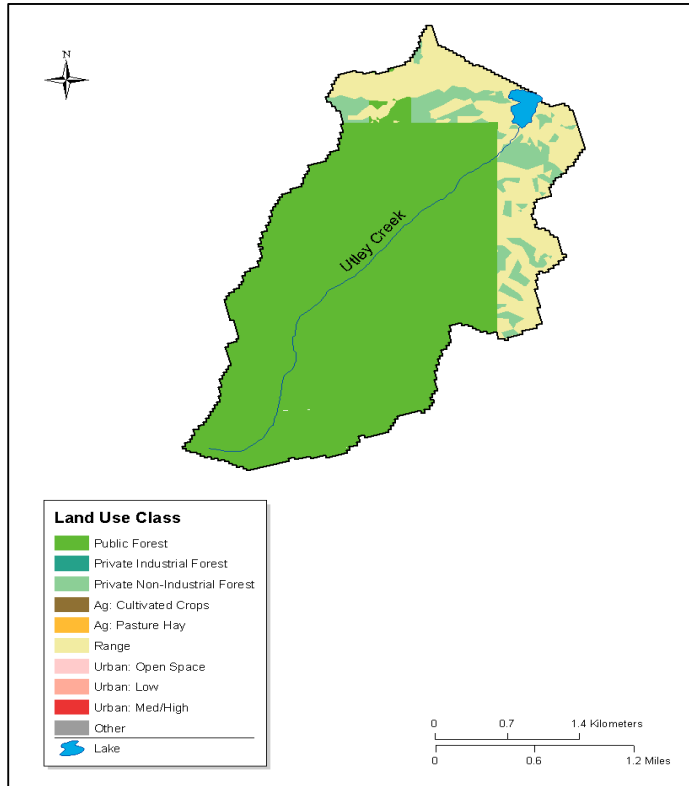 N
Utley Creek
Land Use Class
Public Forest
Private Industrial Forest
Private Non-Industrial Forest
Ag: Cultivated Crops
Ag: Pasture Hay
Range
Urban: Open Space
Urban: Low
Urban: Med/High
Other
Lake
0 0.7 1.4 Kilometers
0 0.6 1.2 Miles